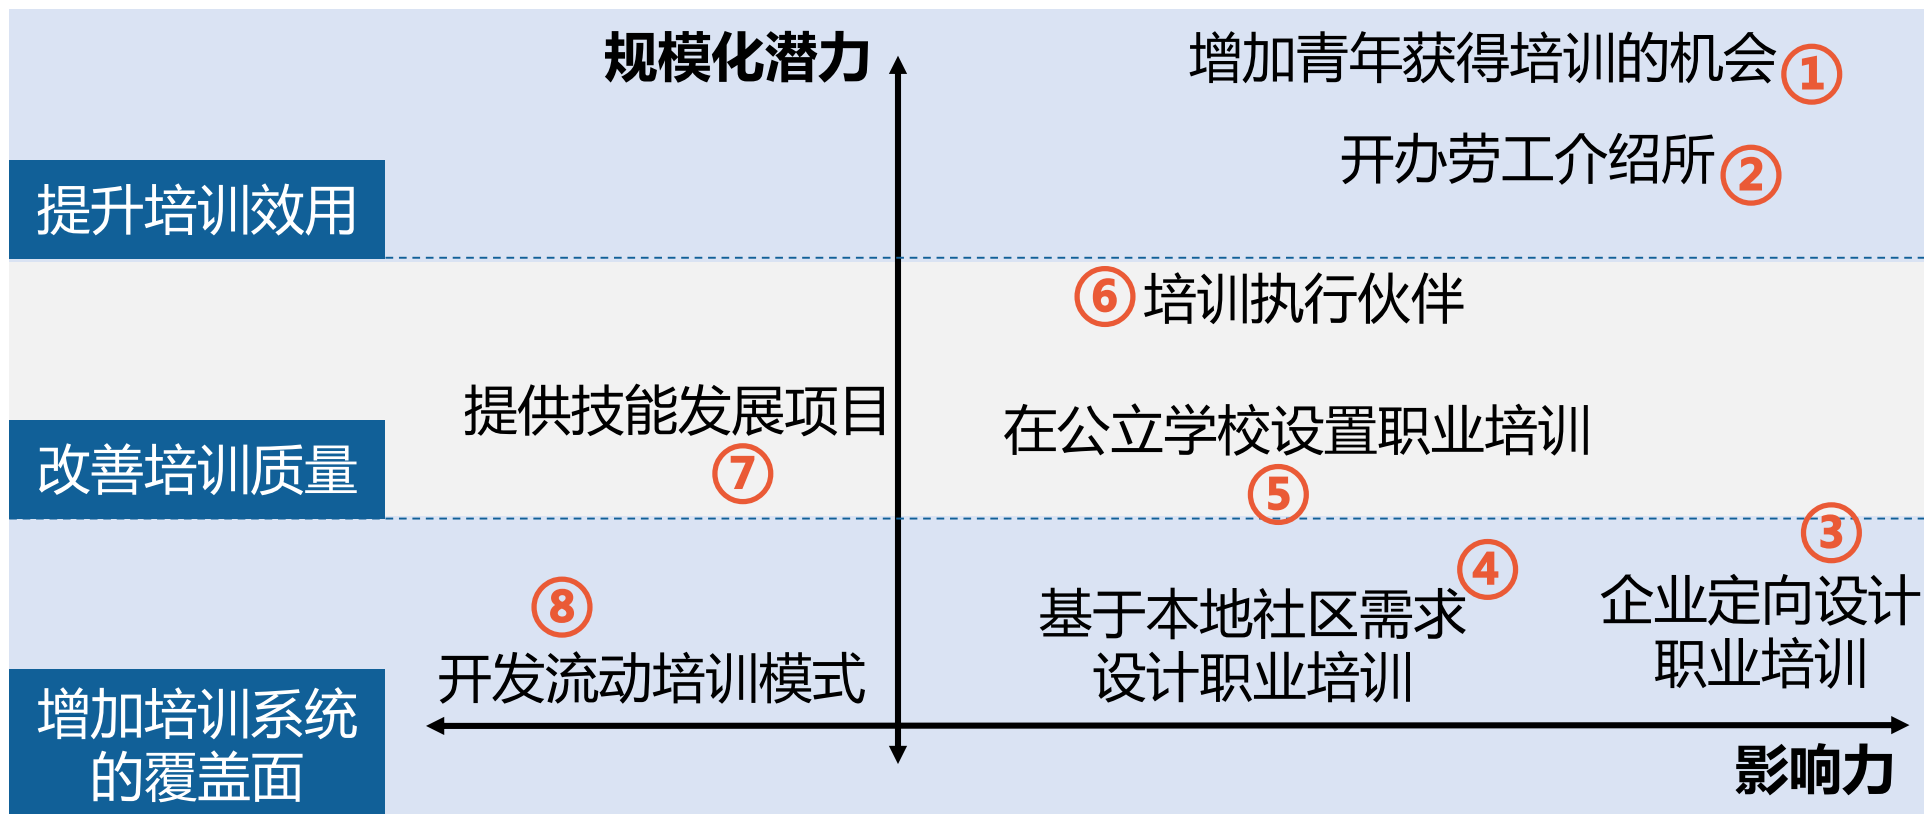 规模化潜力
增加青年获得培训的机会 ①
开办劳工介绍所 ②
提升培训效用
⑥ 培训执行伙伴
提供技能发展项目
⑦
在公立学校设置职业培训
⑤
改善培训质量
③
企业定向设计
职业培训
④
基于本地社区需求
设计职业培训
⑧
开发流动培训模式
增加培训系统
的覆盖面
影响力